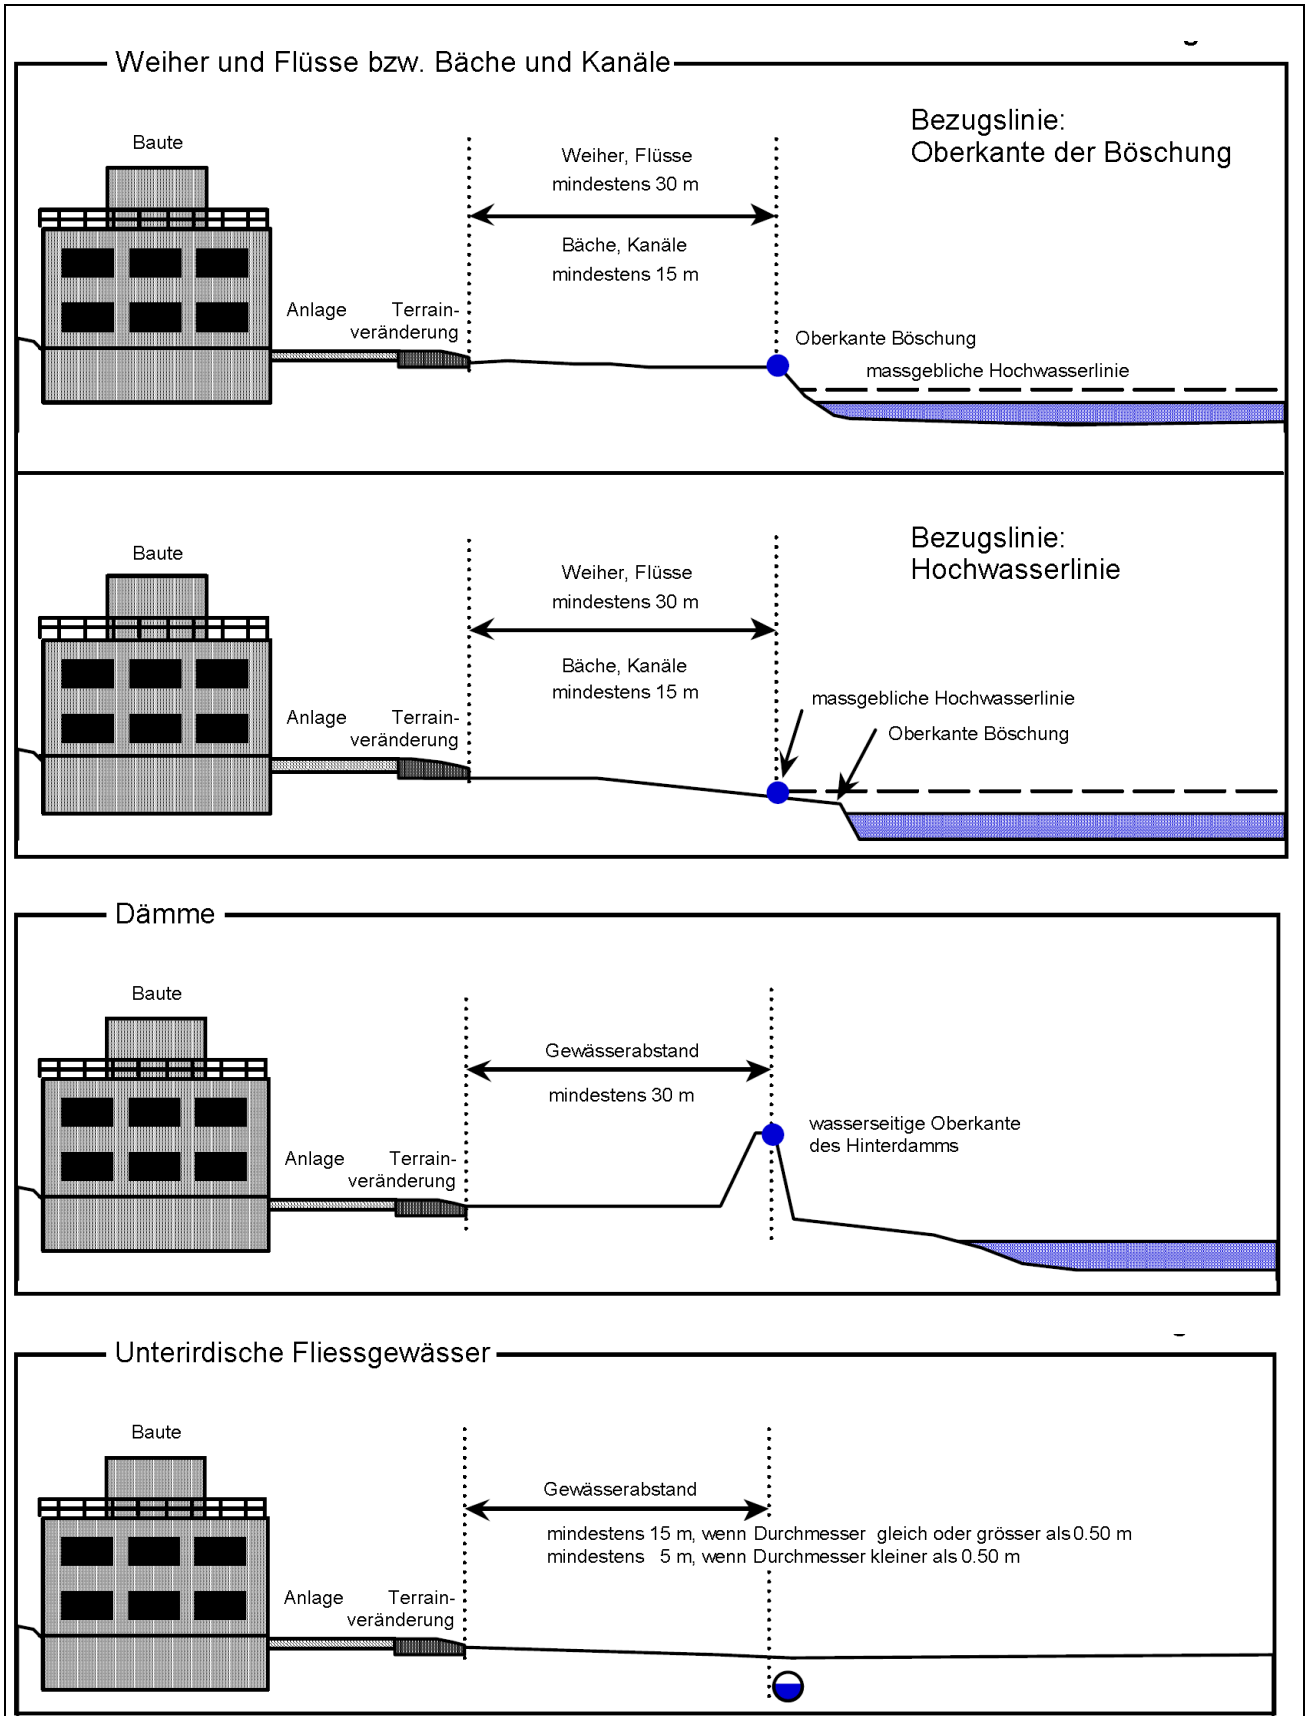 Weiher und Flüsse bzw. Bäche und Kanäle
Bezugslinie:
Oberkante der Böschung
Baute
Weiher, Flüsse
mindestens 30 m
Bäche, Kanäle
mindestens 15 m
Anlage
Terrain-
veränderung
Oberkante Böschung
massgebliche Hochwasserlinie
Bezugslinie:
Hochwasserlinie
Baute
Weiher, Flüsse
mindestens 30 m
Bäche, Kanäle
mindestens 15 m
Anlage
Terrain-
veränderung
massgebliche Hochwasserlinie
Oberkante Böschung
Dämme
Baute
Gewässerabstand
mindestens 30 m
wasserseitige Oberkante
des Hinterdamms
Anlage
Terrain-
veränderung
Unterirdische Fliessgewässer
Baute
Gewässerabstand
mindestens 15 m, wenn Durchmesser gleich oder grösser als 0.50 m
mindestens 5 m, wenn Durchmesser kleiner als 0.50 m
Anlage
Terrain-
veränderung